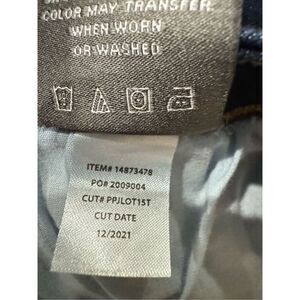 COLOR MAY TRANSFER
WHEN WORN
OR WASHED
ITEM# 14873478
PO# 2009004
CUT# PPJLOT15T
CUT DATE
12/2021